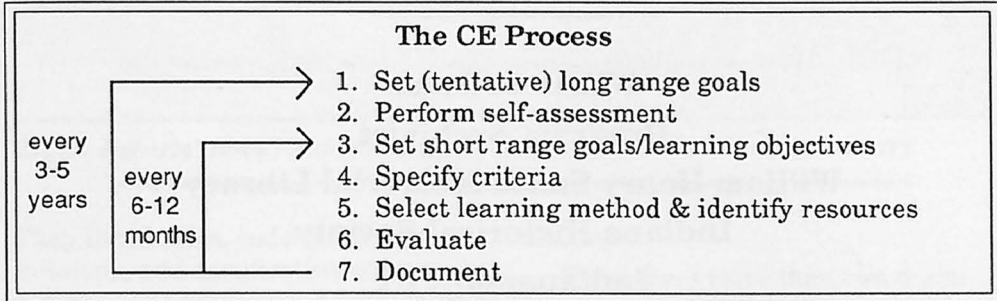 The CE Process
1. Set (tentative) long range goals
2. Perform self-assessment
3. Set short range goals/learning objectives
4. Specify criteria
5. Select learning method & identify resources
6. Evaluate
7. Document
every
3-5
years
every
6-12
months